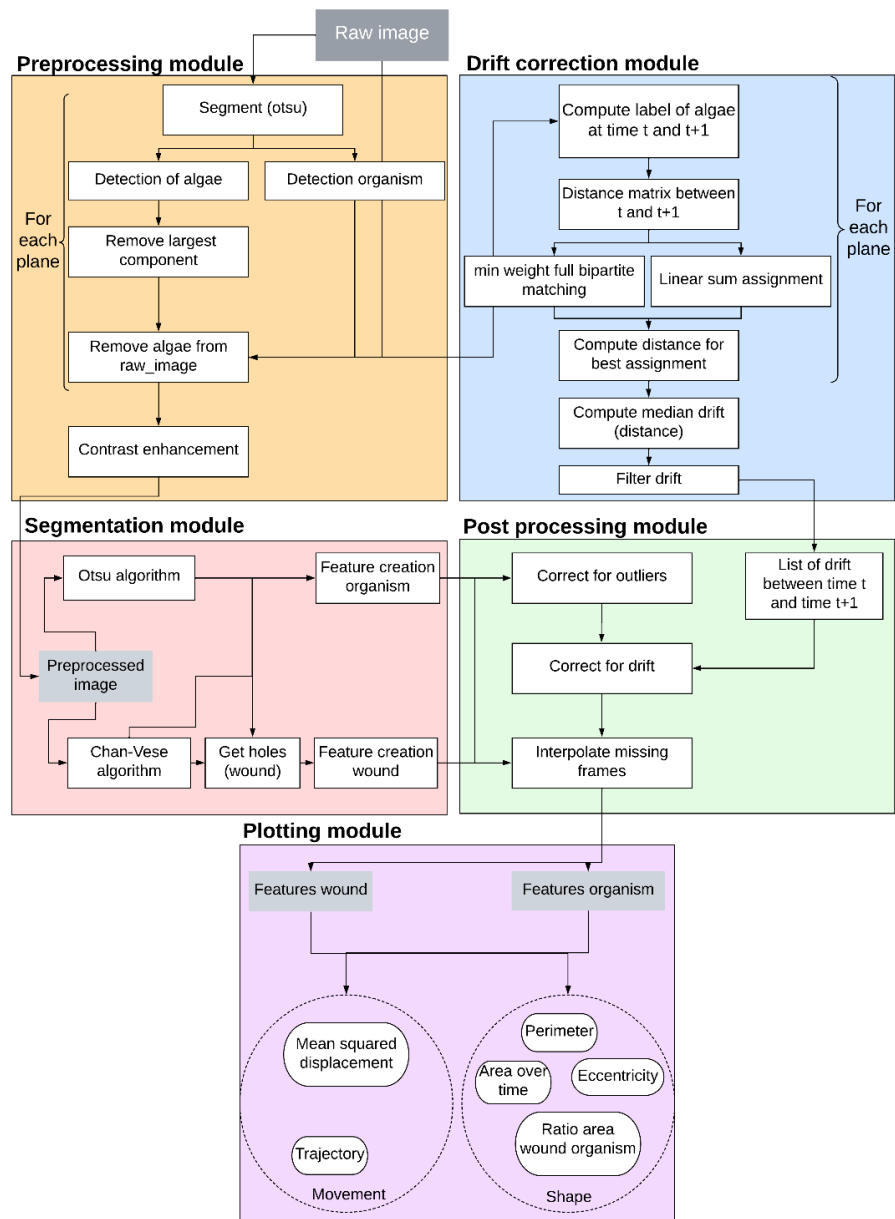 Raw image
Preprocessing module
Segment (otsu)
Detection of algae
Detection organism
For
each
plane
Remove largest
component
Remove algae from
raw_image
Contrast enhancement
Drift correction module
Compute label of algae
at time t and t+1
Distance matrix between
t and t+1
For
each
plane
min weight full bipartite
matching
Linear sum assignment
Compute distance for
best assignment
Compute median drift
(distance)
Filter drift
Segmentation module
Otsu algorithm
Feature creation
organism
Preprocessed
image
Chan-Vese
algorithm
Get holes
(wound)
Feature creation
wound
Post processing module
Correct for outliers
List of drift
between time t
and time t+1
Correct for drift
Interpolate missing
frames
Plotting module
Features wound
Features organism
Mean squared
displacement
Trajectory
Movement
Perimeter
Area over
time
Eccentricity
Ratio area
wound organism
Shape